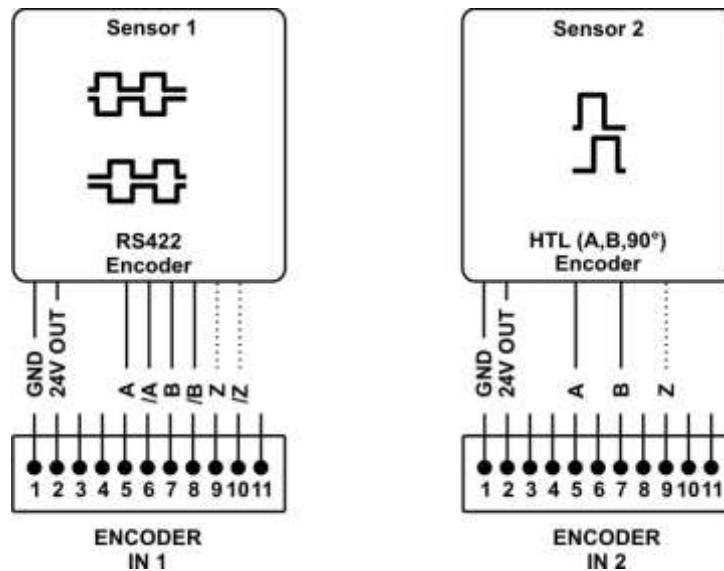 Sensor 1
RS422
Encoder
GND
24V OUT
A
/A
B
/B
Z
/Z
1 2 3 4 5 6 7 8 9 10 11
ENCODER
IN 1
Sensor 2
HTL (A,B,90°)
Encoder
GND
24V OUT
A
B
Z
1 2 3 4 5 6 7 8 9 10 11
ENCODER
IN 2